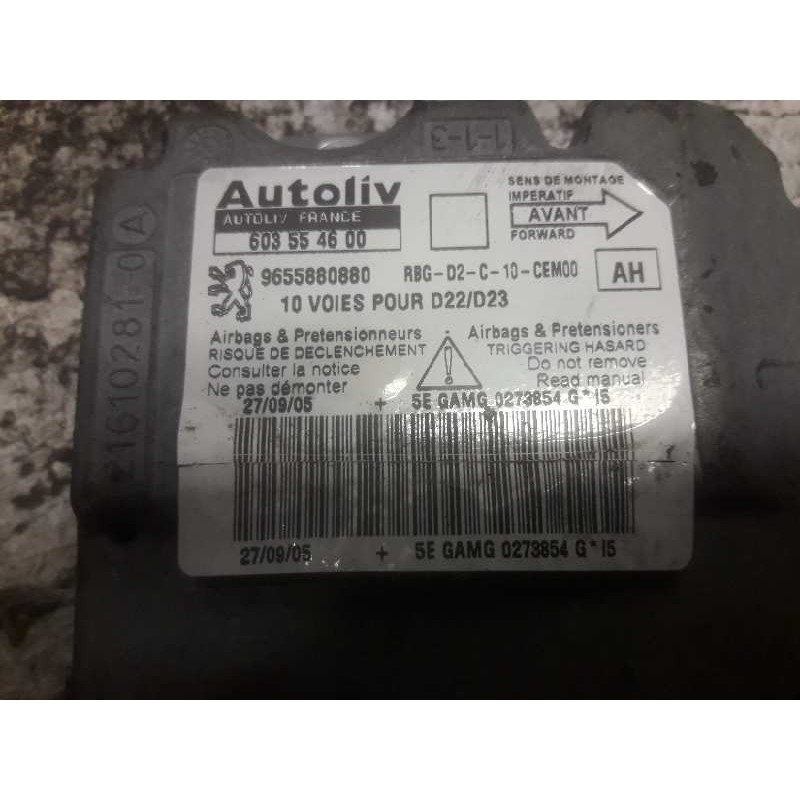 1-1-3
Autoliv
AUTOLIV FRANCE
603 55 46 00
SENS DE MONTAGE
IMPERATIF
AVANT
FORWARD
9655880880 RBG-D2-C-10-CEM00
AH
10 VOIES POUR D22/D23
Airbags & Pretensionneurs
RISQUE DE DECLENCHEMENT
Consulter la notice
Ne pas démonter
Airbags & Pretensioners
TRIGGERING HASARD
Do not remove
Read manual
27/09/05 + 5E GAMG 0273854 G*15
27/09/05 + 5E GAMG 0273854 G*15
21610281-0 A